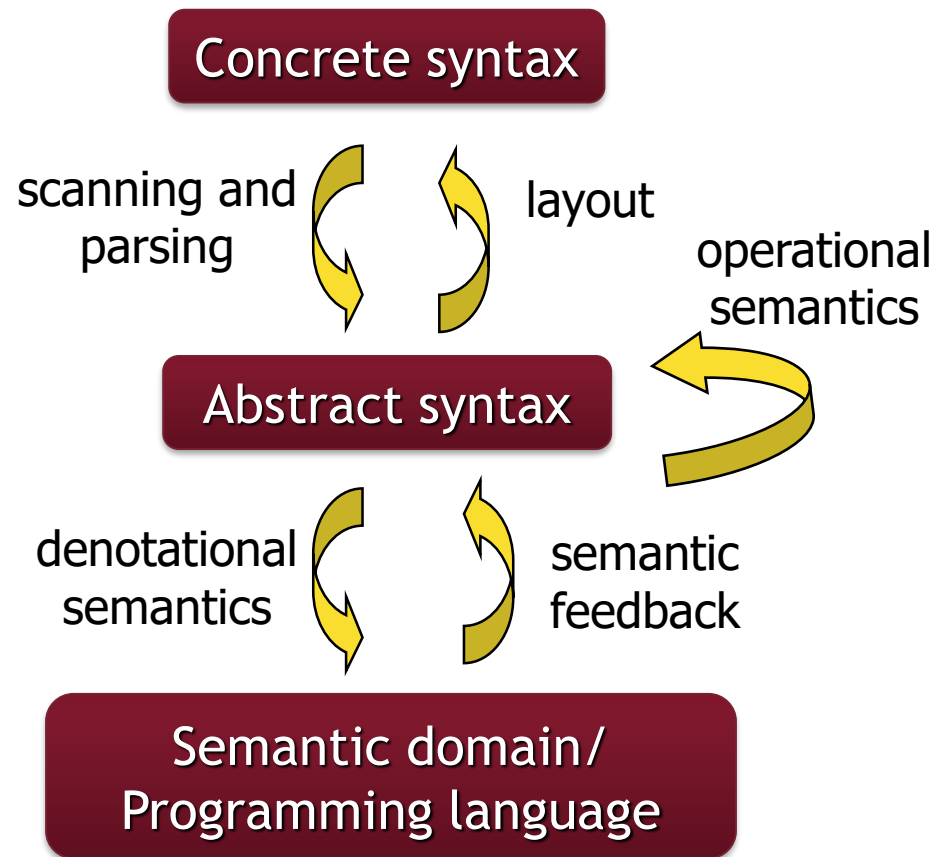 Concrete syntax
scanning and
parsing
layout
operational
semantics
Abstract syntax
denotational
semantics
semantic
feedback
Semantic domain/
Programming language